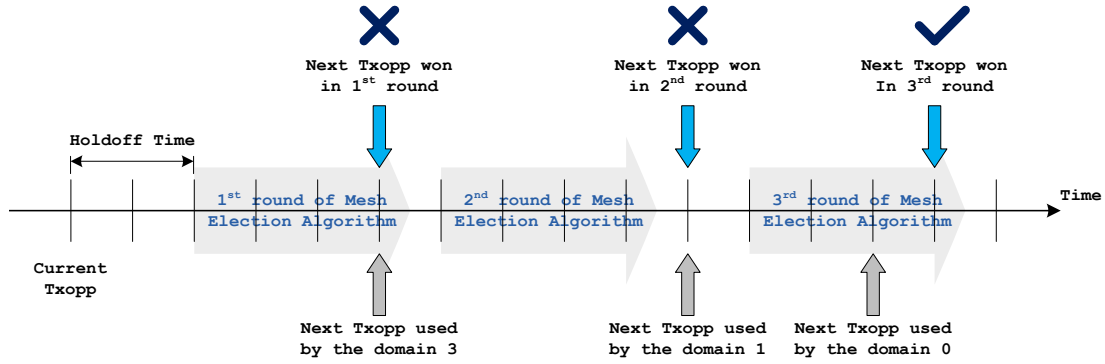 Next Txopp won
in 1st round
Next Txopp won
in 2nd round
Next Txopp won
In 3rd round
Holdoff Time
1st round of Mesh
Election Algorithm
2nd round of Mesh
Election Algorithm
3rd round of Mesh
Election Algorithm
Time
Current
Txopp
Next Txopp used
by the domain 3
Next Txopp used
by the domain 1
Next Txopp used
by the domain 0